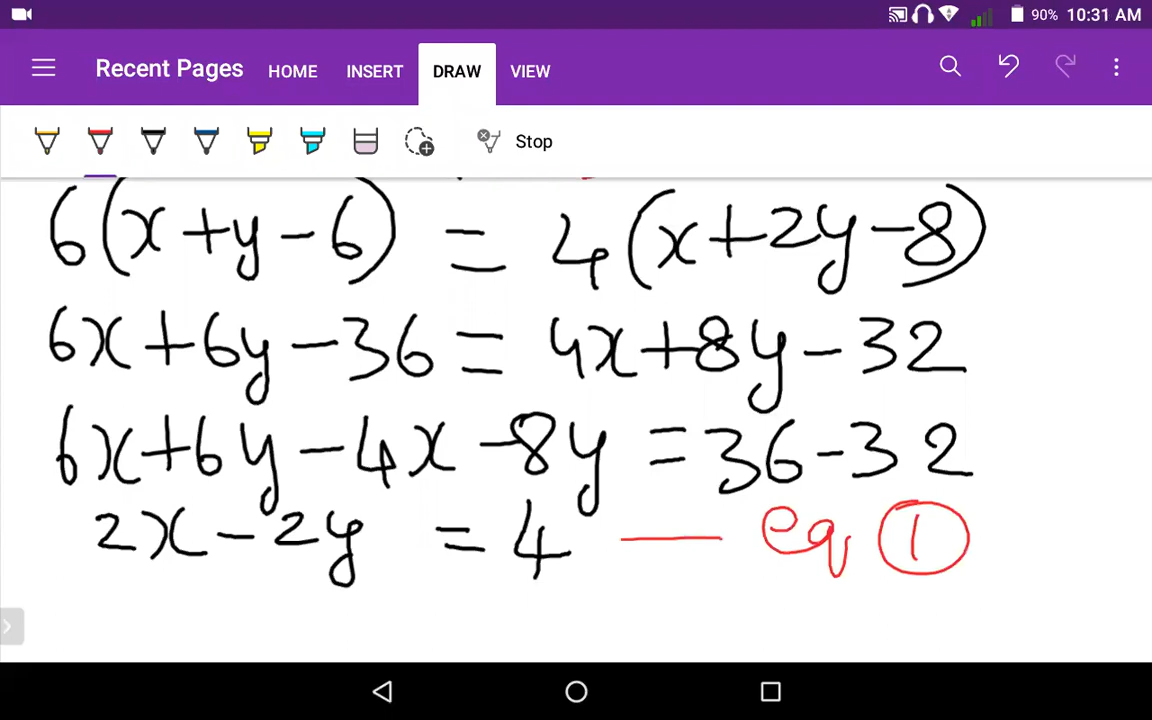 90% 10:31 AM
Recent Pages HOME INSERT DRAW VIEW
Stop
6(x+y-6) = 4(x+2y-8)
6x+6y-36 = 4x+8y-32
6x+6y-4x-8y = 36-32
2x-2y = 4 — eq ①